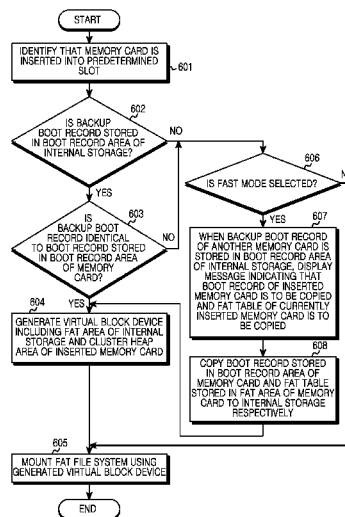 START
IDENTIFY THAT MEMORY CARD IS
INSERTED INTO PREDETERMINED
SLOT
601
602
IS BACKUP
BOOT RECORD STORED
IN BOOT RECORD AREA OF
INTERNAL STORAGE?
NO
YES
603
IS
BACKUP BOOT
RECORD IDENTICAL
TO BOOT RECORD STORED
IN BOOT RECORD AREA
OF MEMORY
CARD?
NO
YES
604
GENERATE VIRTUAL BLOCK DEVICE
INCLUDING FAT AREA OF INTERNAL
STORAGE AND CLUSTER HEAP
AREA OF INSERTED MEMORY CARD
605
MOUNT FAT FILE SYSTEM USING
GENERATED VIRTUAL BLOCK DEVICE
END
606
IS FAST MODE SELECTED?
YES
607
WHEN BACKUP BOOT RECORD
OF ANOTHER MEMORY CARD IS
STORED IN BOOT RECORD AREA
OF INTERNAL STORAGE, DISPLAY
MESSAGE INDICATING THAT
BOOT RECORD OF INSERTED
MEMORY CARD IS TO BE COPIED
AND FAT TABLE OF CURRENTLY
INSERTED MEMORY CARD IS TO
BE COPIED
608
COPY BOOT RECORD STORED
IN BOOT RECORD AREA OF
MEMORY CARD AND FAT TABLE
STORED IN FAT AREA OF MEMORY
CARD TO INTERNAL STORAGE
RESPECTIVELY